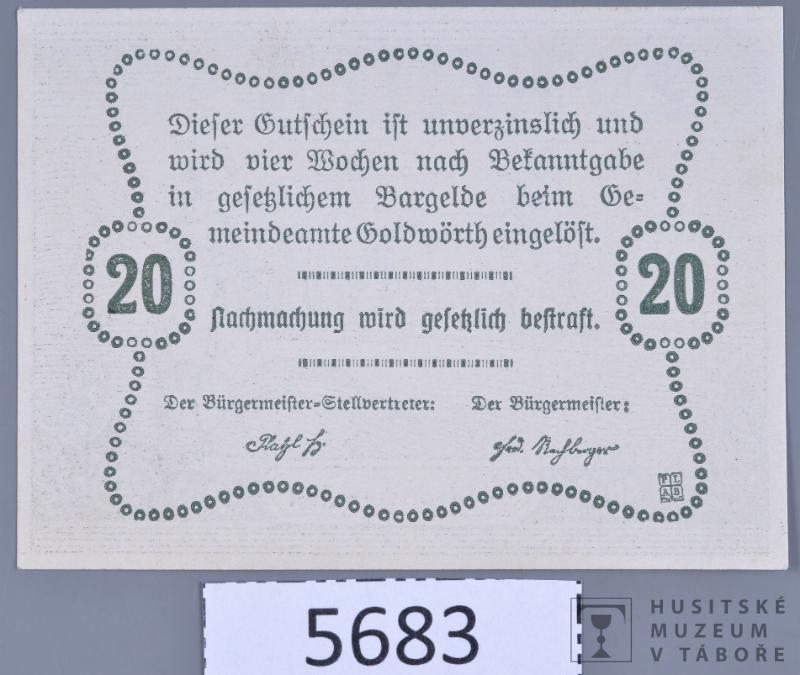 Dieser Gutschein ist unverzinslich und
wird vier Wochen nach Bekanntgabe
in gesetzlichem Bargelde beim Ge=
meindeamte Goldwörth eingelöst.
20
20
Nachmachung wird gesetzlich bestraft.
Der Bürgermeister=Stellvertreter:
Der Bürgermeister:
Rechberger
5683
HUSITSKÉ
MUZEUM
V TÁBOŘE